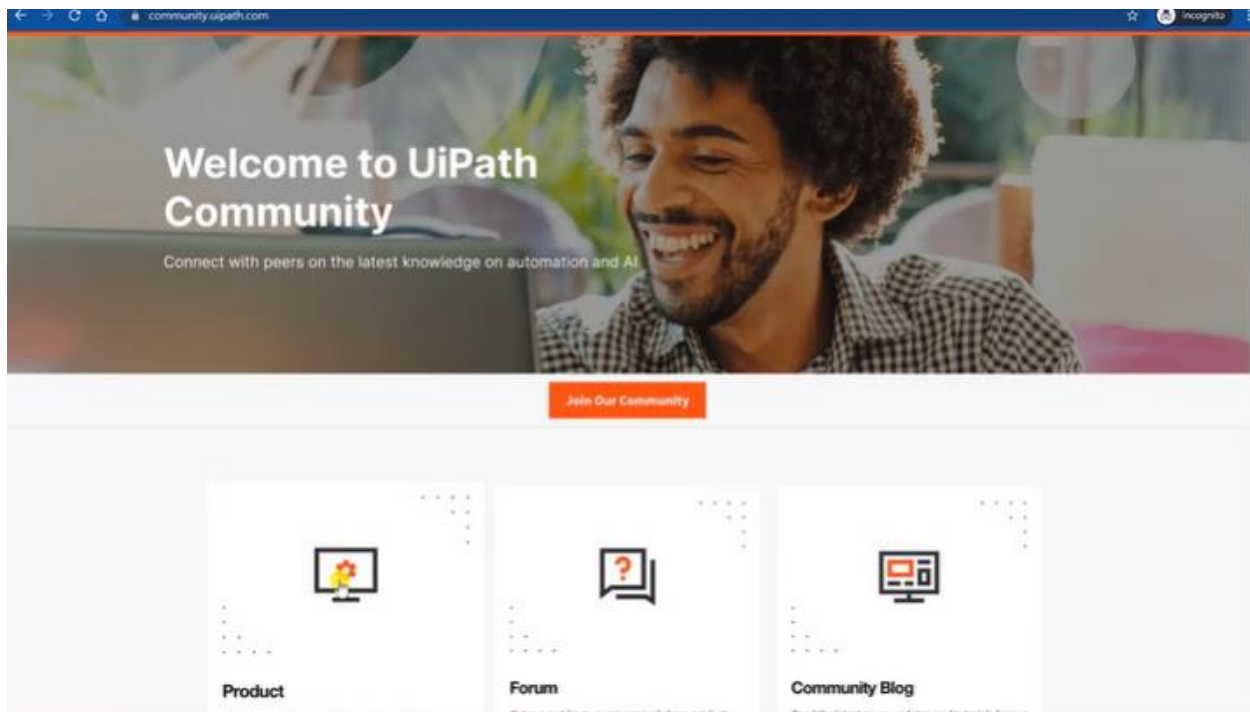 community.uipath.com
Incognito
Welcome to UiPath
Community
Connect with peers on the latest knowledge on automation and AI
Join Our Community
Product
Forum
Community Blog